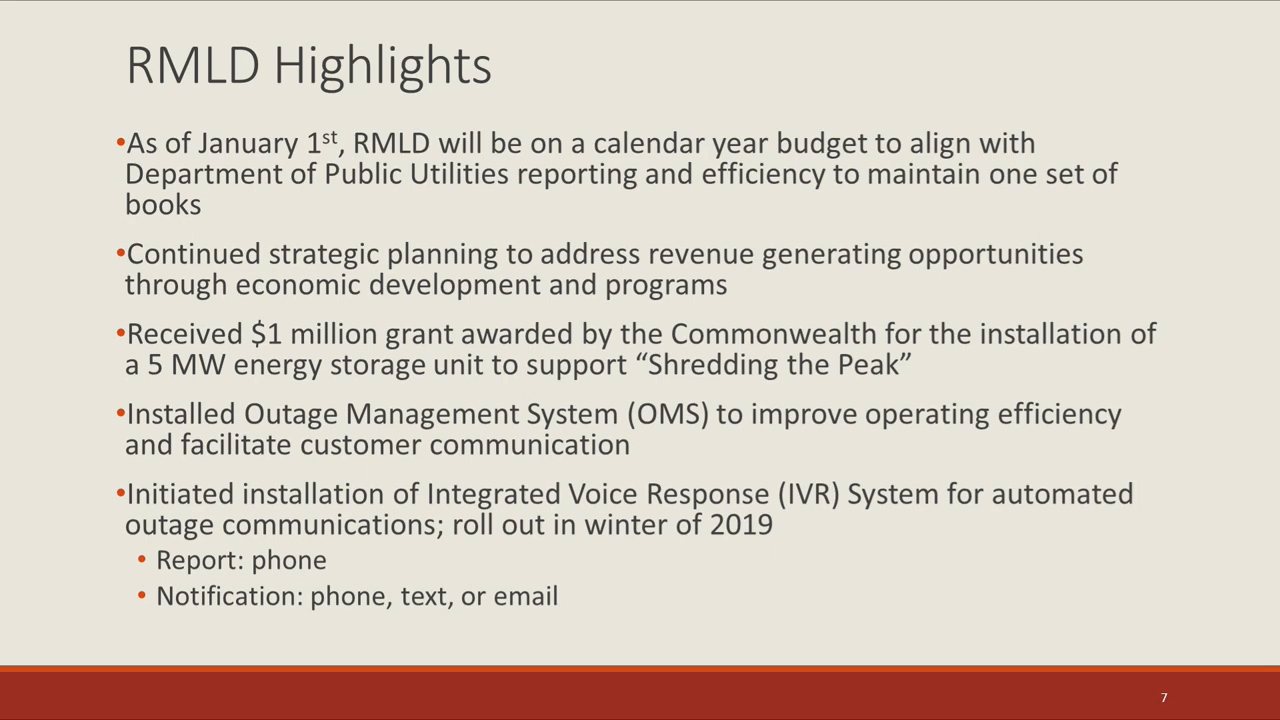 RMLD Highlights
•As of January 1st, RMLD will be on a calendar year budget to align with
Department of Public Utilities reporting and efficiency to maintain one set of
books
•Continued strategic planning to address revenue generating opportunities
through economic development and programs
•Received $1 million grant awarded by the Commonwealth for the installation of
a 5 MW energy storage unit to support “Shredding the Peak”
•Installed Outage Management System (OMS) to improve operating efficiency
and facilitate customer communication
•Initiated installation of Integrated Voice Response (IVR) System for automated
outage communications; roll out in winter of 2019
• Report: phone
• Notification: phone, text, or email
7